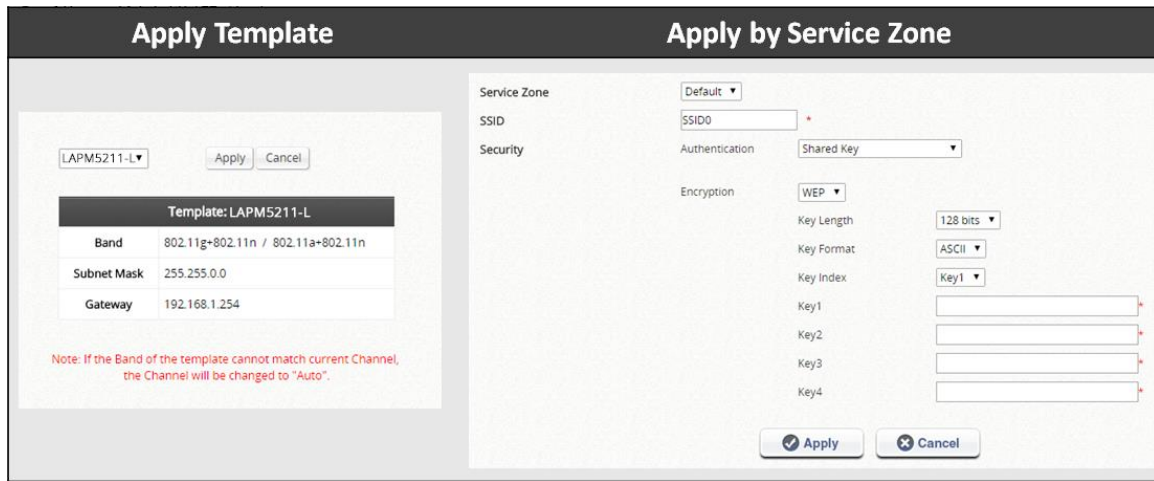 Apply Template
Apply by Service Zone
LAPM5211-L
Apply
Cancel
Template: LAPM5211-L
Band 802.11g+802.11n / 802.11a+802.11n
Subnet Mask 255.255.0.0
Gateway 192.168.1.254
Note: If the Band of the template cannot match current Channel,
the Channel will be changed to "Auto".
Service Zone Default
SSID SSID0 *
Security Authentication Shared Key
Encryption WEP
Key Length 128 bits
Key Format ASCII
Key Index Key1
Key1 *
Key2 *
Key3 *
Key4 *
Apply
Cancel